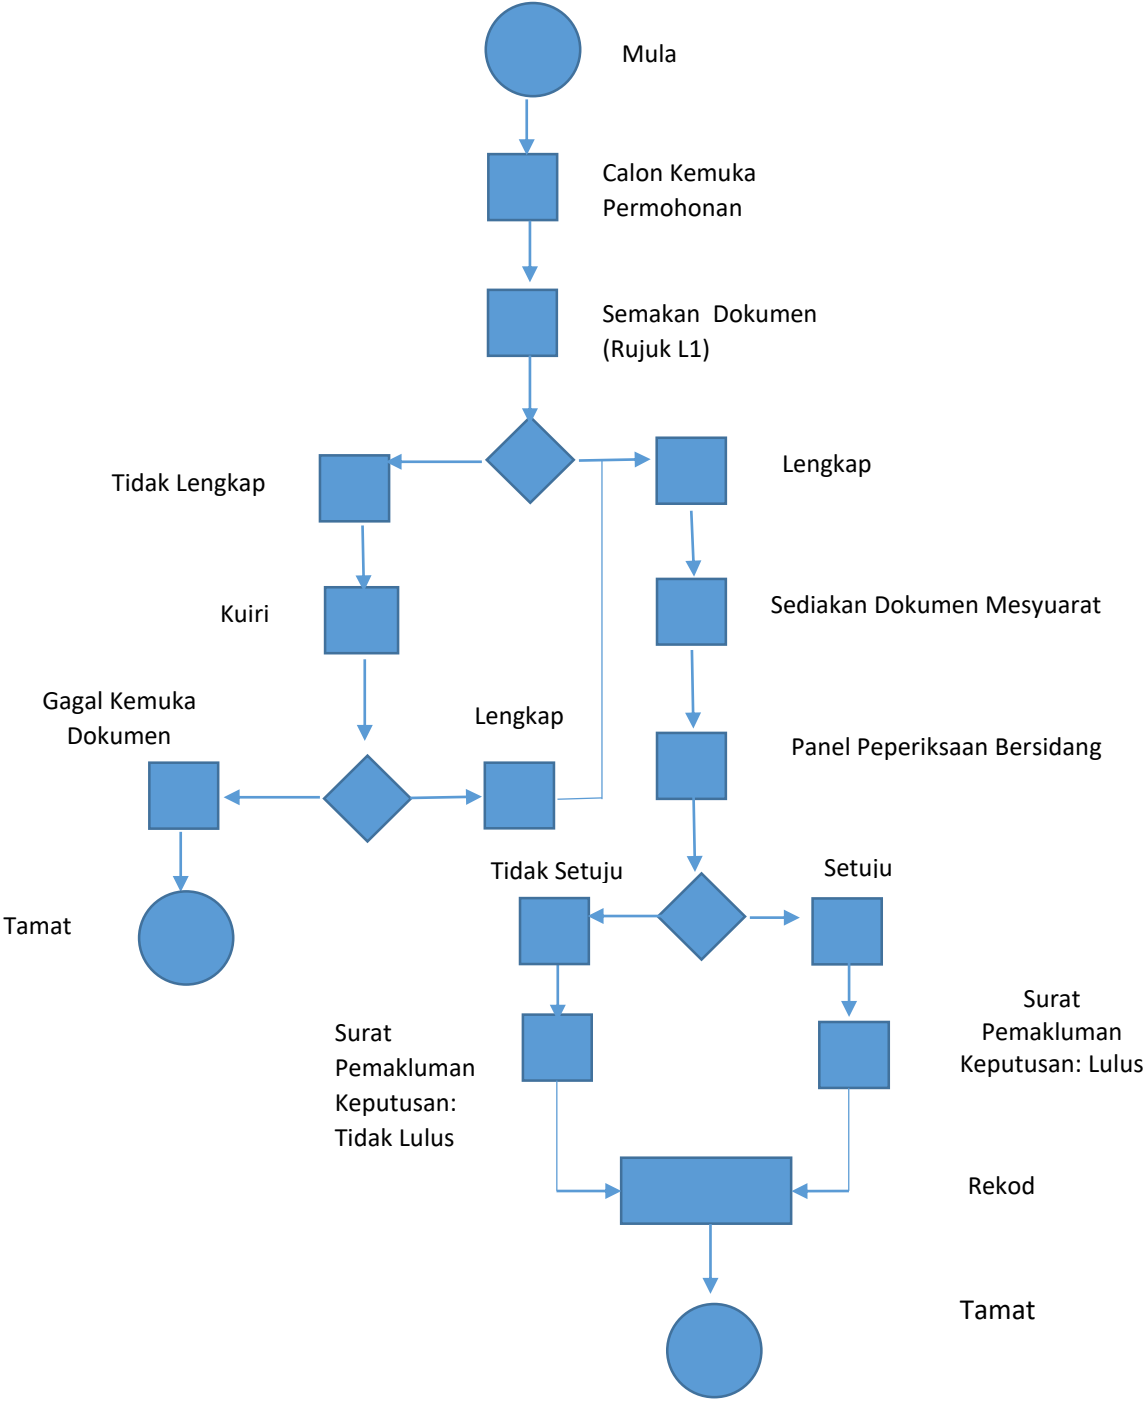 Mula
Calon Kemuka
Permohonan
Semakan Dokumen
(Rujuk L1)
Lengkap
Tidak Lengkap
Sediakan Dokumen Mesyuarat
Kuiri
Gagal Kemuka
Dokumen
Lengkap
Panel Peperiksaan Bersidang
Tidak Setuju
Setuju
Tamat
Surat
Pemakluman
Keputusan: Lulus
Surat
Pemakluman
Keputusan:
Tidak Lulus
Rekod
Tamat